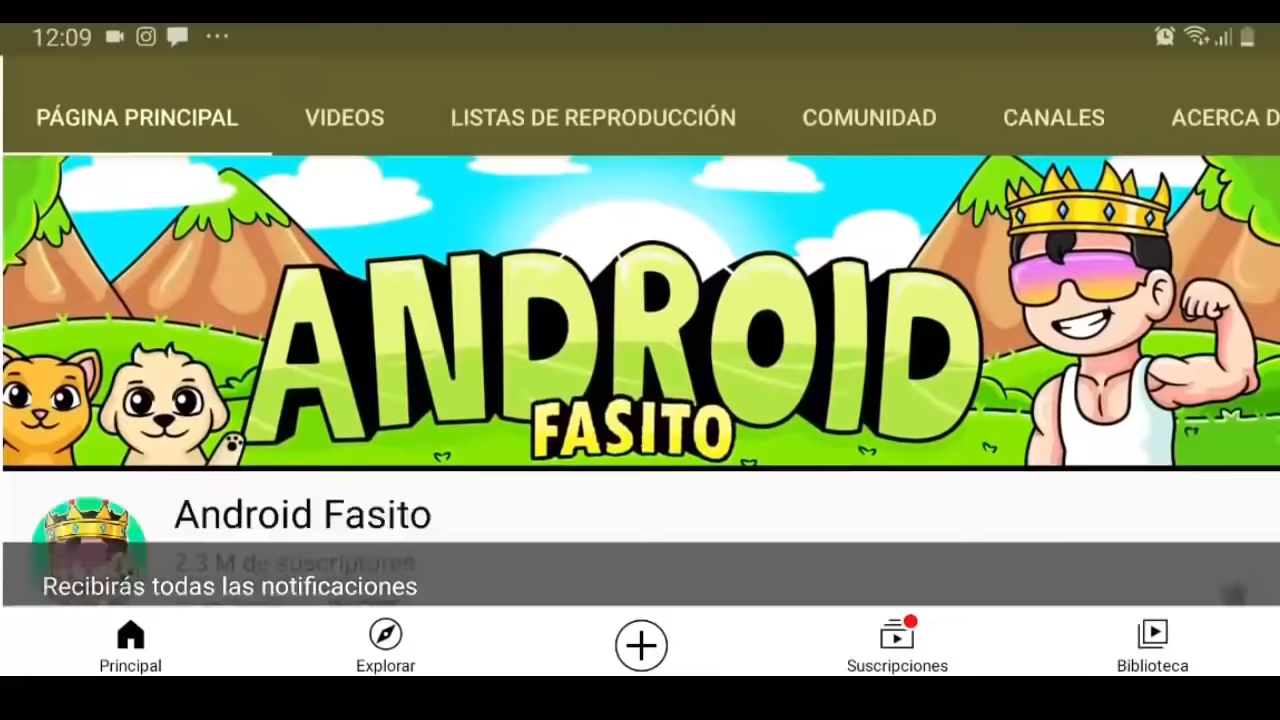 12:09
PÁGINA PRINCIPAL VIDEOS LISTAS DE REPRODUCCIÓN COMUNIDAD CANALES ACERCA D
ANDROID
FASITO
Android Fasito
2.3 M de suscriptores
Recibirás todas las notificaciones
Principal Explorar Suscripciones Biblioteca